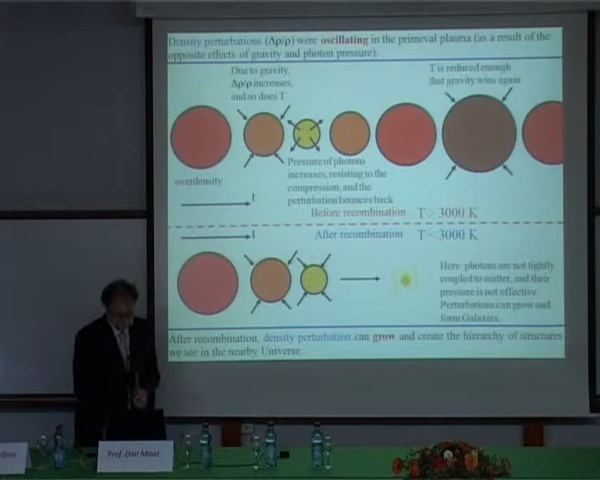 Density perturbations (Δρ/ρ) were oscillating in the primeval plasma (as a result of the
opposite effects of gravity and photon pressure).
Due to gravity,
Δρ/ρ increases,
and so does T
T is reduced enough
that gravity wins again
overdensity
t
Pressure of photons
increases, resisting to the
compression, and the
perturbation bounces back
Before recombination T > 3000 K
t
After recombination T < 3000 K
Here, photons are not tightly
coupled to matter, and their
pressure is not effective.
Perturbations can grow and
form Galaxies.
After recombination, density perturbation can grow and create the hierarchy of structures
we see in the nearby Universe.
Prof. Dan Maoz